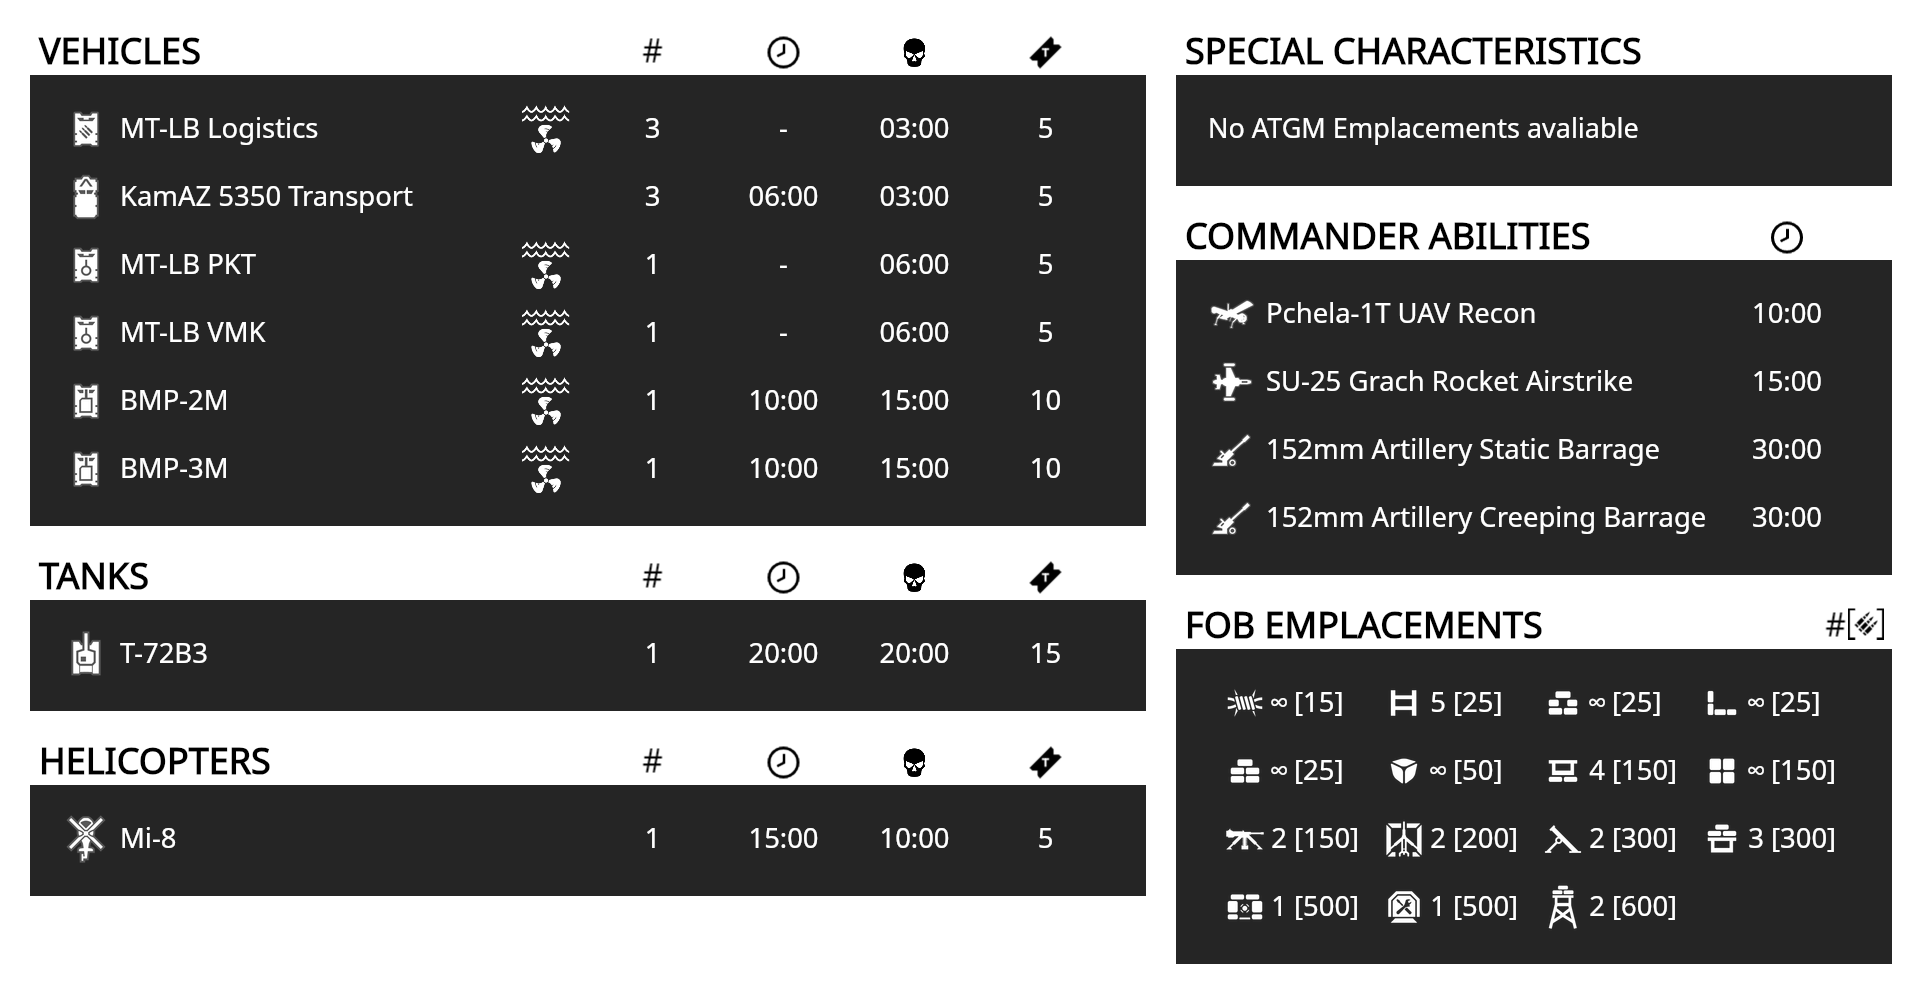 VEHICLES #
MT-LB Logistics 3 - 03:00 5
KamAZ 5350 Transport 3 06:00 03:00 5
MT-LB PKT 1 - 06:00 5
MT-LB VMK 1 - 06:00 5
BMP-2M 1 10:00 15:00 10
BMP-3M 1 10:00 15:00 10
TANKS #
T-72B3 1 20:00 20:00 15
HELICOPTERS #
Mi-8 1 15:00 10:00 5
SPECIAL CHARACTERISTICS
No ATGM Emplacements avaliable
COMMANDER ABILITIES
Pchela-1T UAV Recon 10:00
SU-25 Grach Rocket Airstrike 15:00
152mm Artillery Static Barrage 30:00
152mm Artillery Creeping Barrage 30:00
FOB EMPLACEMENTS #[ ]
∞ [15] 5 [25] ∞ [25] ∞ [25]
∞ [25] ∞ [50] 4 [150] ∞ [150]
2 [150] 2 [200] 2 [300] 3 [300]
1 [500] 1 [500] 2 [600]